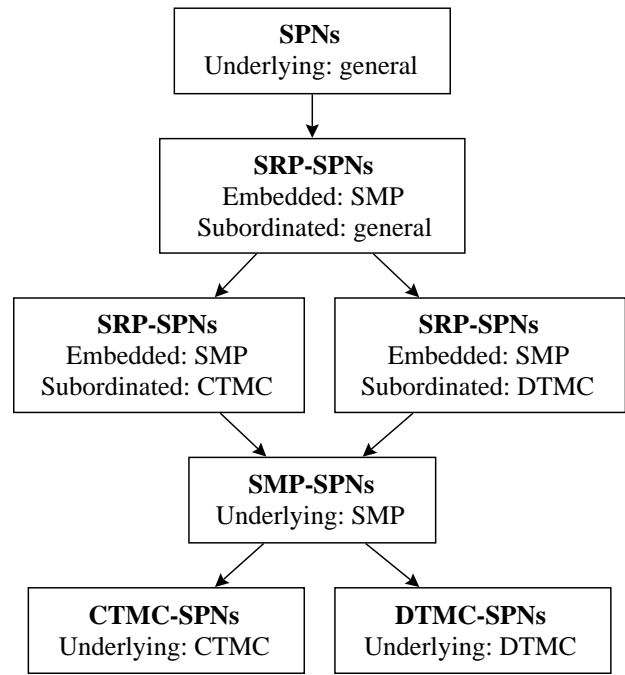 SPNs
Underlying: general
SRP-SPNs
Embedded: SMP
Subordinated: general
SRP-SPNs
Embedded: SMP
Subordinated: CTMC
SRP-SPNs
Embedded: SMP
Subordinated: DTMC
SMP-SPNs
Underlying: SMP
CTMC-SPNs
Underlying: CTMC
DTMC-SPNs
Underlying: DTMC